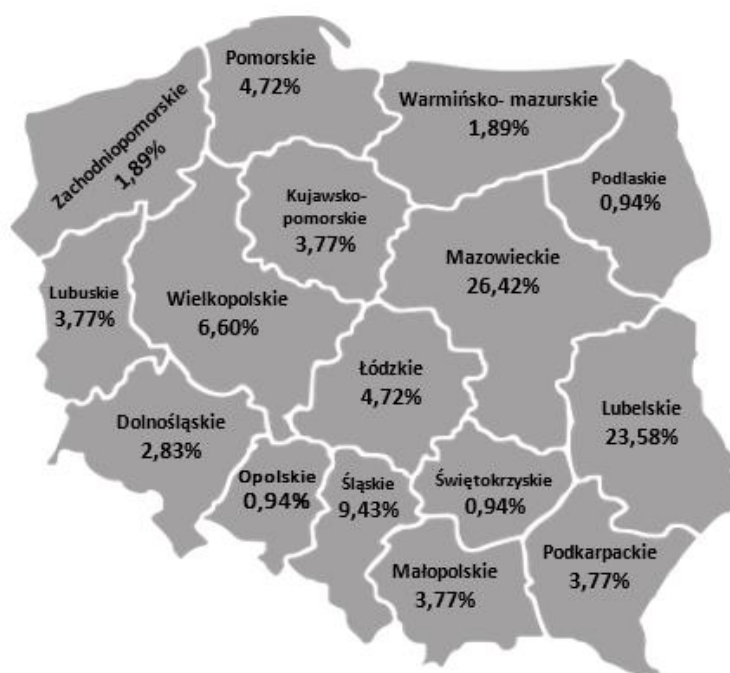 Pomorskie
4,72%
Warmińsko- mazurskie
1,89%
Zachodniopomorskie
1,89%
Podlaskie
0,94%
Kujawsko-
pomorskie
3,77%
Mazowieckie
26,42%
Lubuskie
3,77%
Wielkopolskie
6,60%
Łódzkie
4,72%
Lubelskie
23,58%
Dolnośląskie
2,83%
Opolskie
0,94%
Śląskie
9,43%
Świętokrzyskie
0,94%
Podkarpackie
3,77%
Małopolskie
3,77%